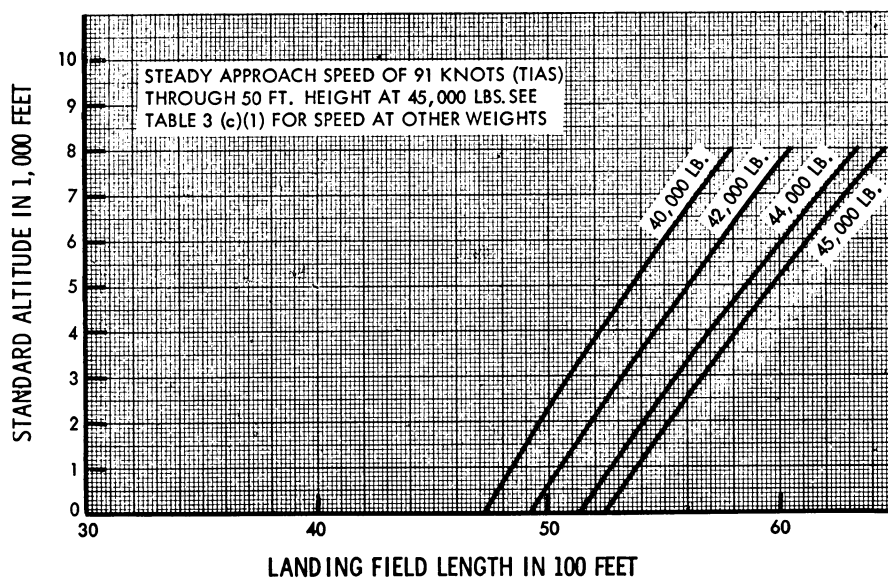 10
STEADY APPROACH SPEED OF 91 KNOTS (TIAS)
THROUGH 50 FT. HEIGHT AT 45,000 LBS. SEE
TABLE 3 (c)(1) FOR SPEED AT OTHER WEIGHTS
9
8
7
6
5
4
3
2
1
0
STANDARD ALTITUDE IN 1,000 FEET
40,000 LB.
42,000 LB.
44,000 LB.
45,000 LB.
30
40
50
60
LANDING FIELD LENGTH IN 100 FEET